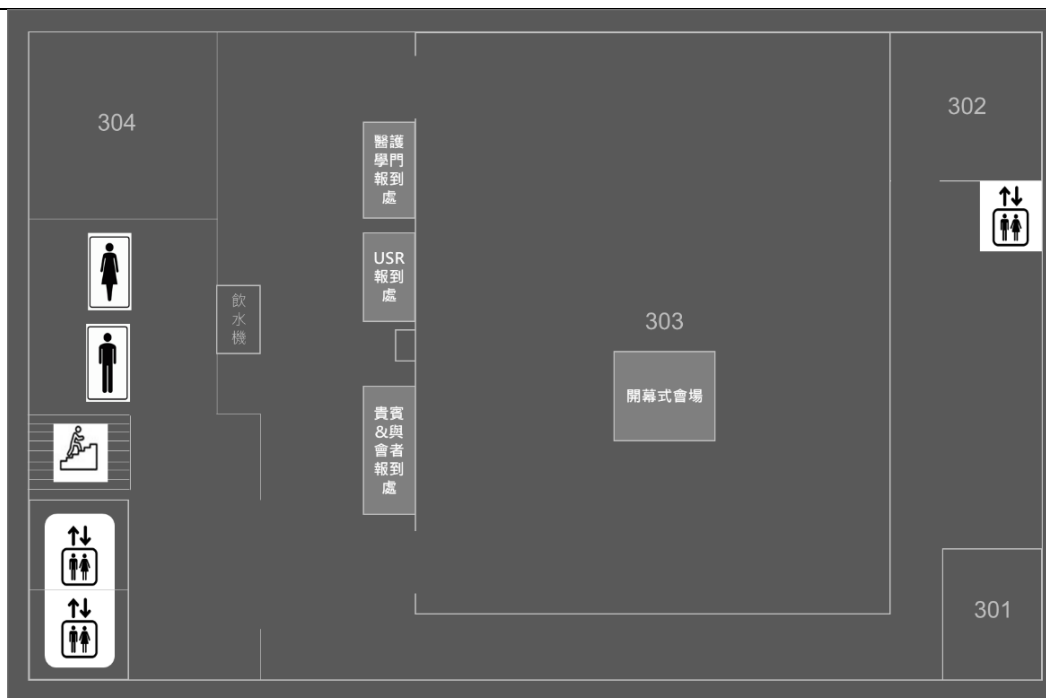 304
302
醫護
學門
報到
處
USR
報到
處
飲
水
機
303
開幕式會場
貴賓
&與
會者
報到
處
301